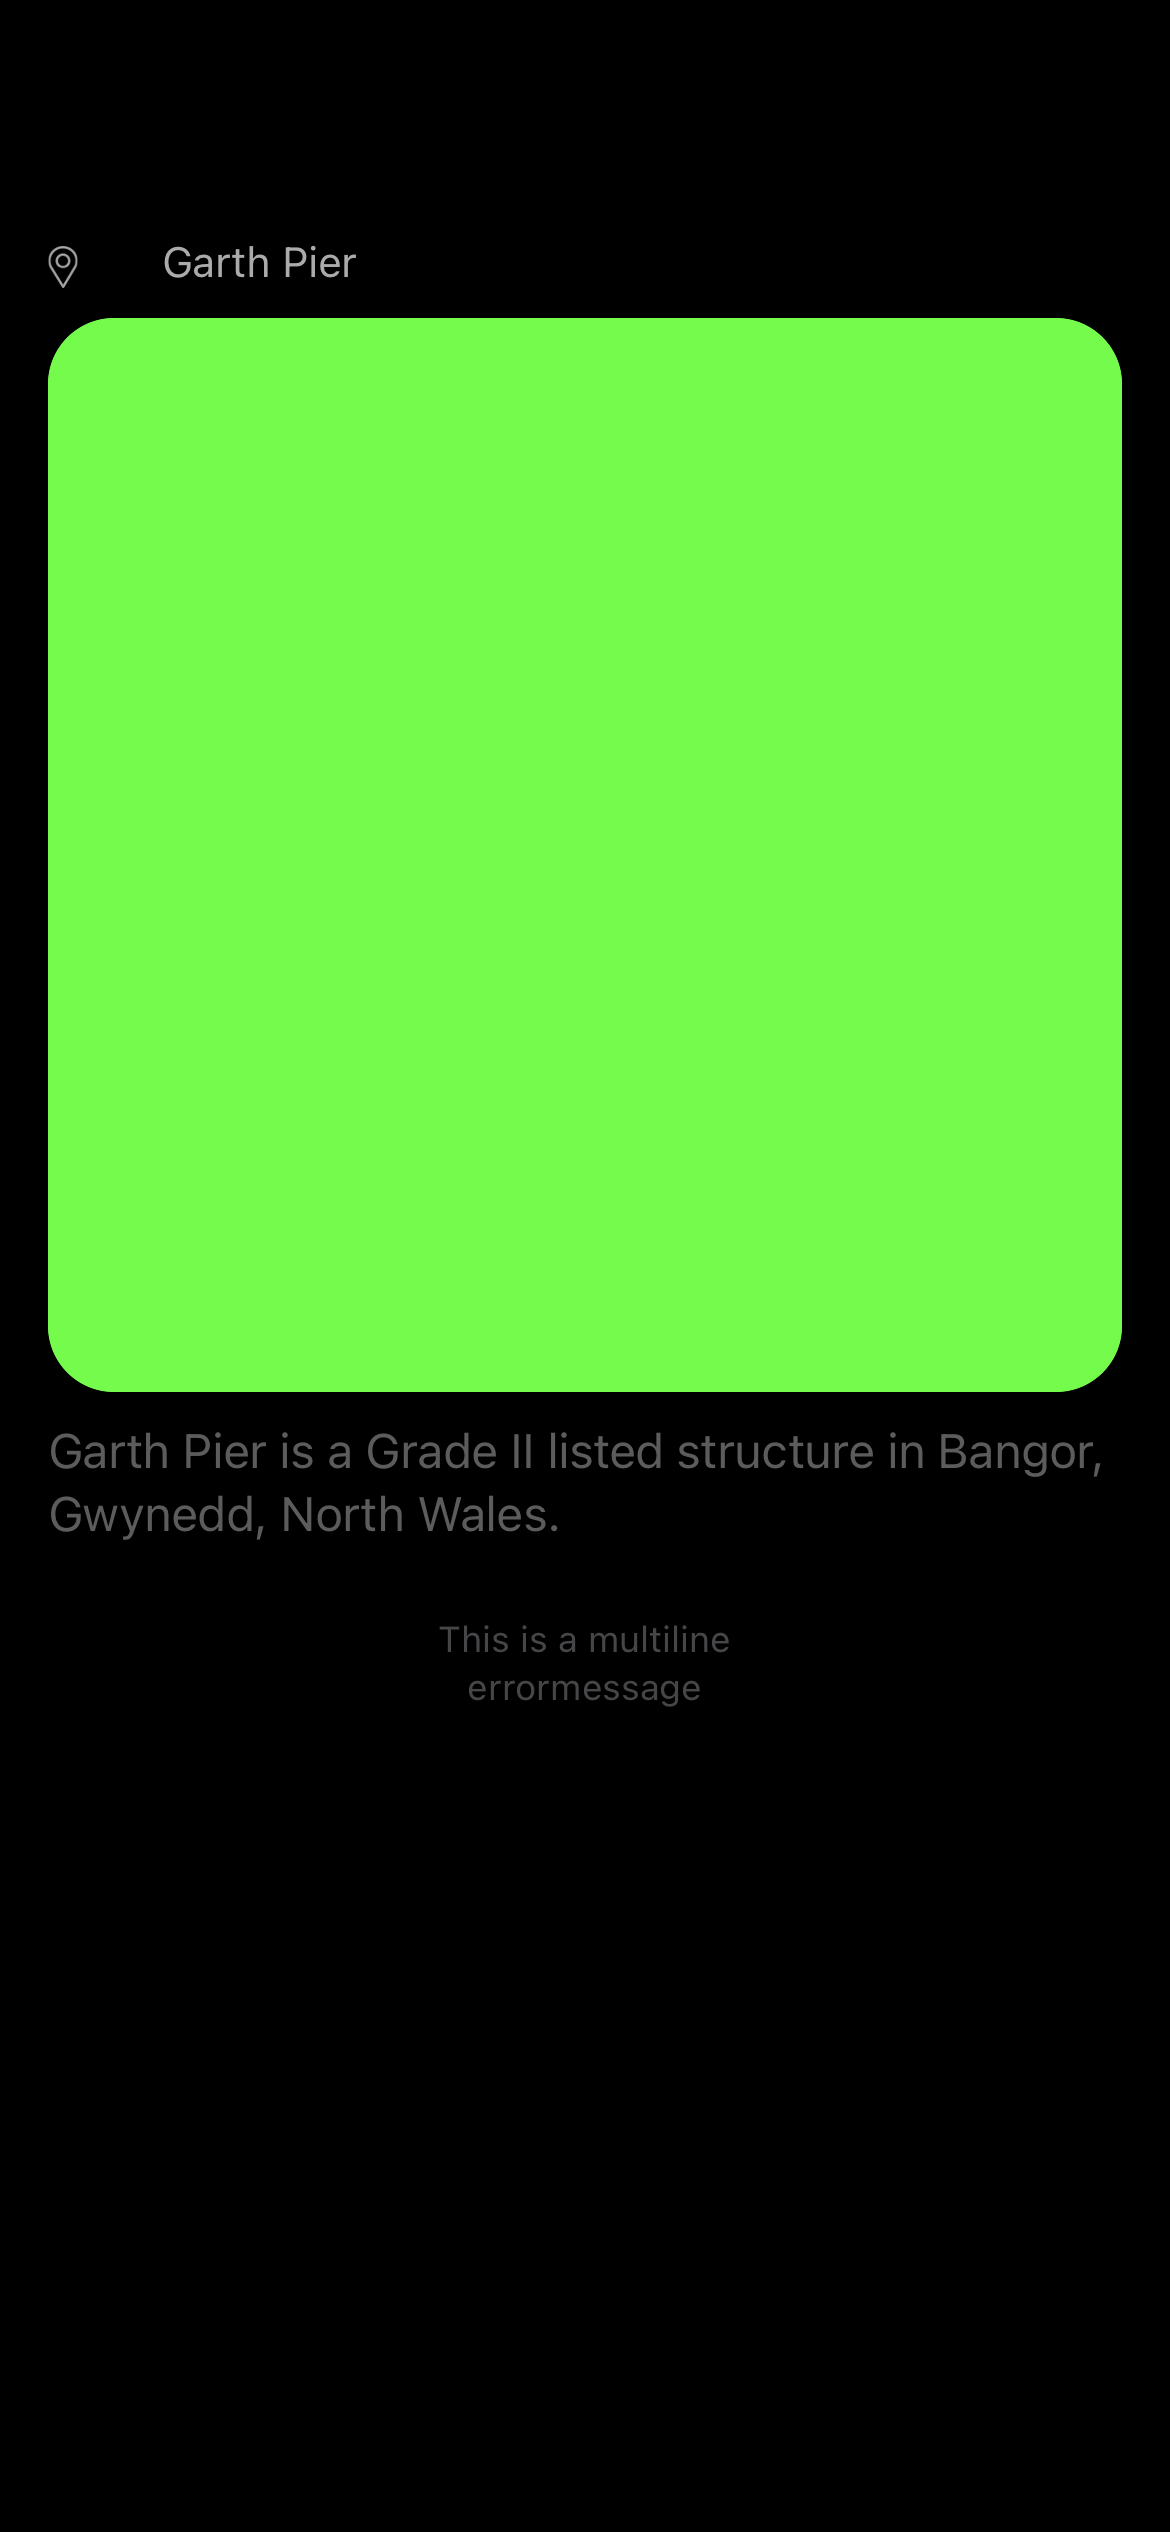 Garth Pier
Garth Pier is a Grade II listed structure in Bangor,
Gwynedd, North Wales.
This is a multiline
errormessage